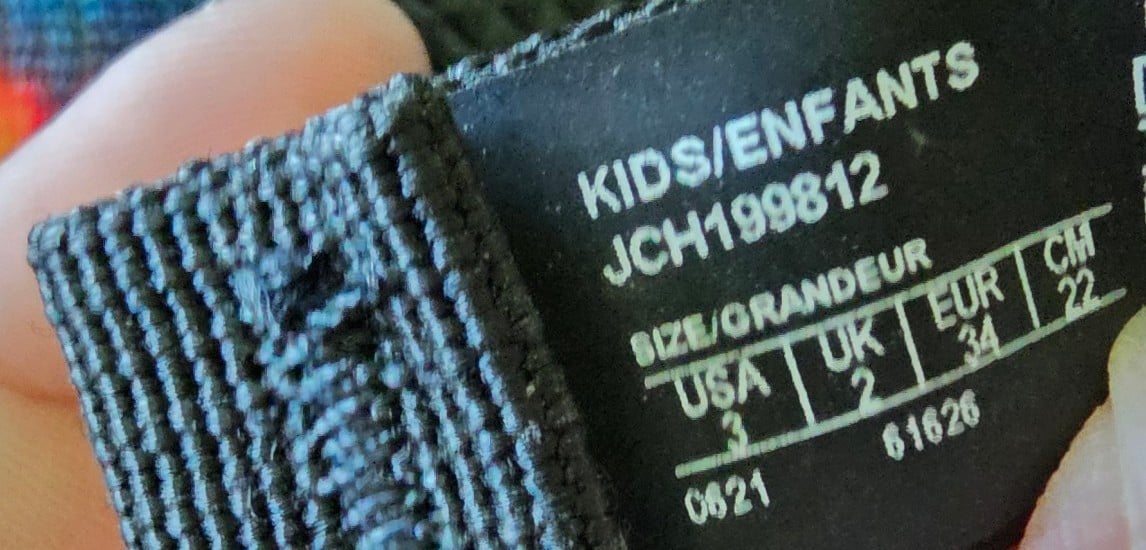 KIDS/ENFANTS
JCH199812
SIZE/GRANDEUR
USA UK EUR CM
3 2 34 22
0621 61626